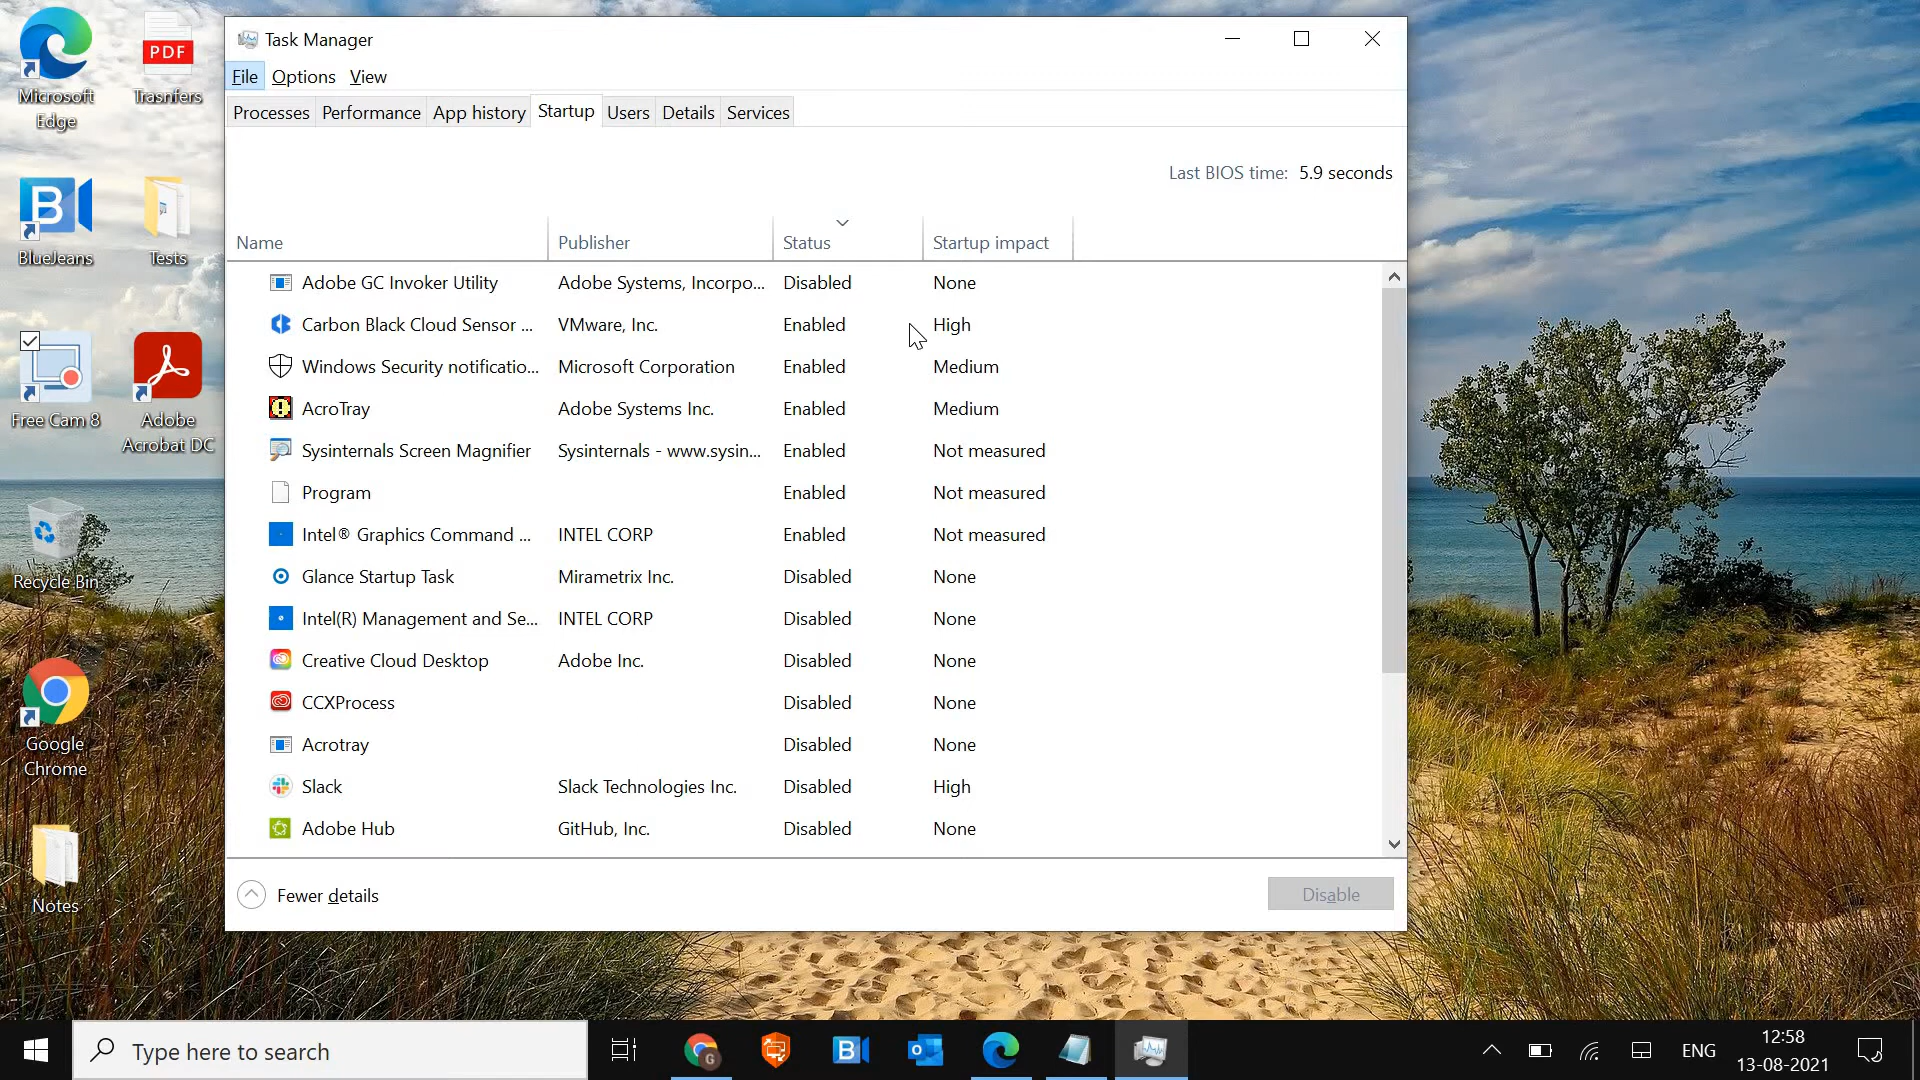 Microsoft
Edge
PDF
Trasnfers
BlueJeans
Tests
Free Cam 8
Adobe
Acrobat DC
Recycle Bin
Google
Chrome
Notes
Task Manager
File Options View
Processes Performance App history Startup Users Details Services
Last BIOS time: 5.9 seconds
Name Publisher Status Startup impact
Adobe GC Invoker Utility Adobe Systems, Incorpo... Disabled None
Carbon Black Cloud Sensor ... VMware, Inc. Enabled High
Windows Security notificatio... Microsoft Corporation Enabled Medium
AcroTray Adobe Systems Inc. Enabled Medium
Sysinternals Screen Magnifier Sysinternals - www.sysin... Enabled Not measured
Program Enabled Not measured
Intel® Graphics Command ... INTEL CORP Enabled Not measured
Glance Startup Task Mirametrix Inc. Disabled None
Intel(R) Management and Se... INTEL CORP Disabled None
Creative Cloud Desktop Adobe Inc. Disabled None
CCXProcess Disabled None
Acrotray Disabled None
Slack Slack Technologies Inc. Disabled High
Adobe Hub GitHub, Inc. Disabled None
Fewer details
Disable
Type here to search
ENG
12:58
13-08-2021